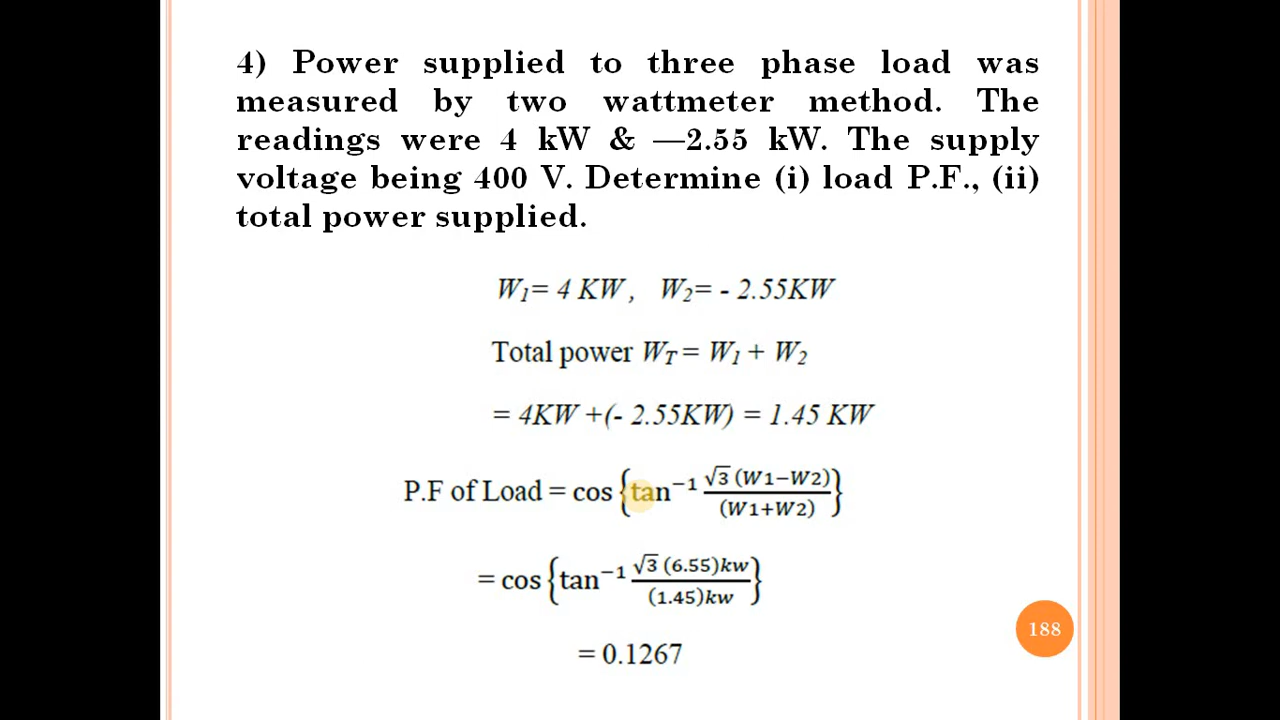 4) Power supplied to three phase load was
measured by two wattmeter method. The
readings were 4 kW & —2.55 kW. The supply
voltage being 400 V. Determine (i) load P.F., (ii)
total power supplied.
W₁= 4 KW , W₂= - 2.55KW
Total power W_T = W₁ + W₂
= 4KW +(- 2.55KW) = 1.45 KW
P.F of Load = cos {tan⁻¹ √3 (W1−W2)/(W1+W2)}
= cos {tan⁻¹ √3 (6.55)kw/(1.45)kw}
188
= 0.1267